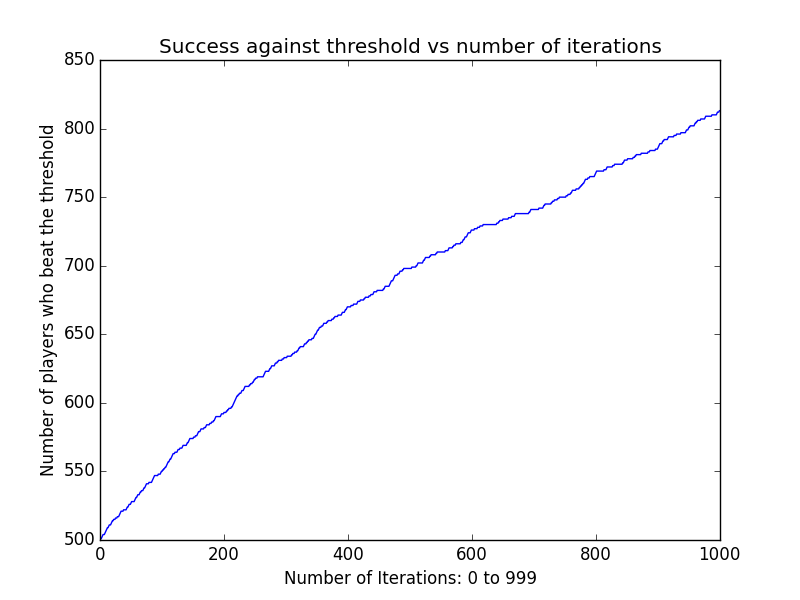 Success against threshold vs number of iterations
850
800
750
700
650
600
550
500
Number of players who beat the threshold
0 200 400 600 800 1000
Number of Iterations: 0 to 999